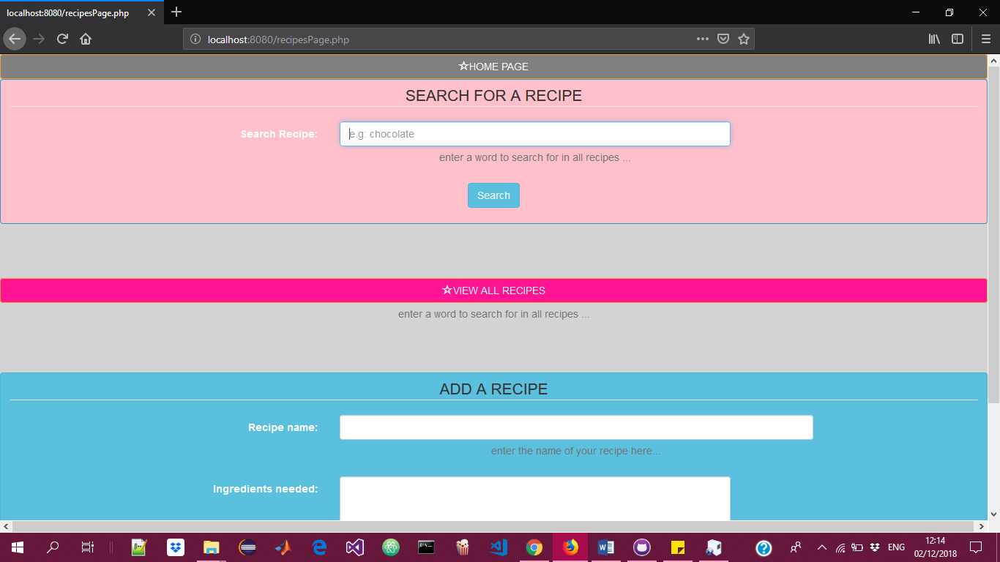 localhost:8080/recipesPage.php
localhost:8080/recipesPage.php
☆HOME PAGE
SEARCH FOR A RECIPE
Search Recipe:
e.g: chocolate
enter a word to search for in all recipes ...
Search
☆VIEW ALL RECIPES
enter a word to search for in all recipes ...
ADD A RECIPE
Recipe name:
enter the name of your recipe here...
Ingredients needed:
ENG
12:14
02/12/2018